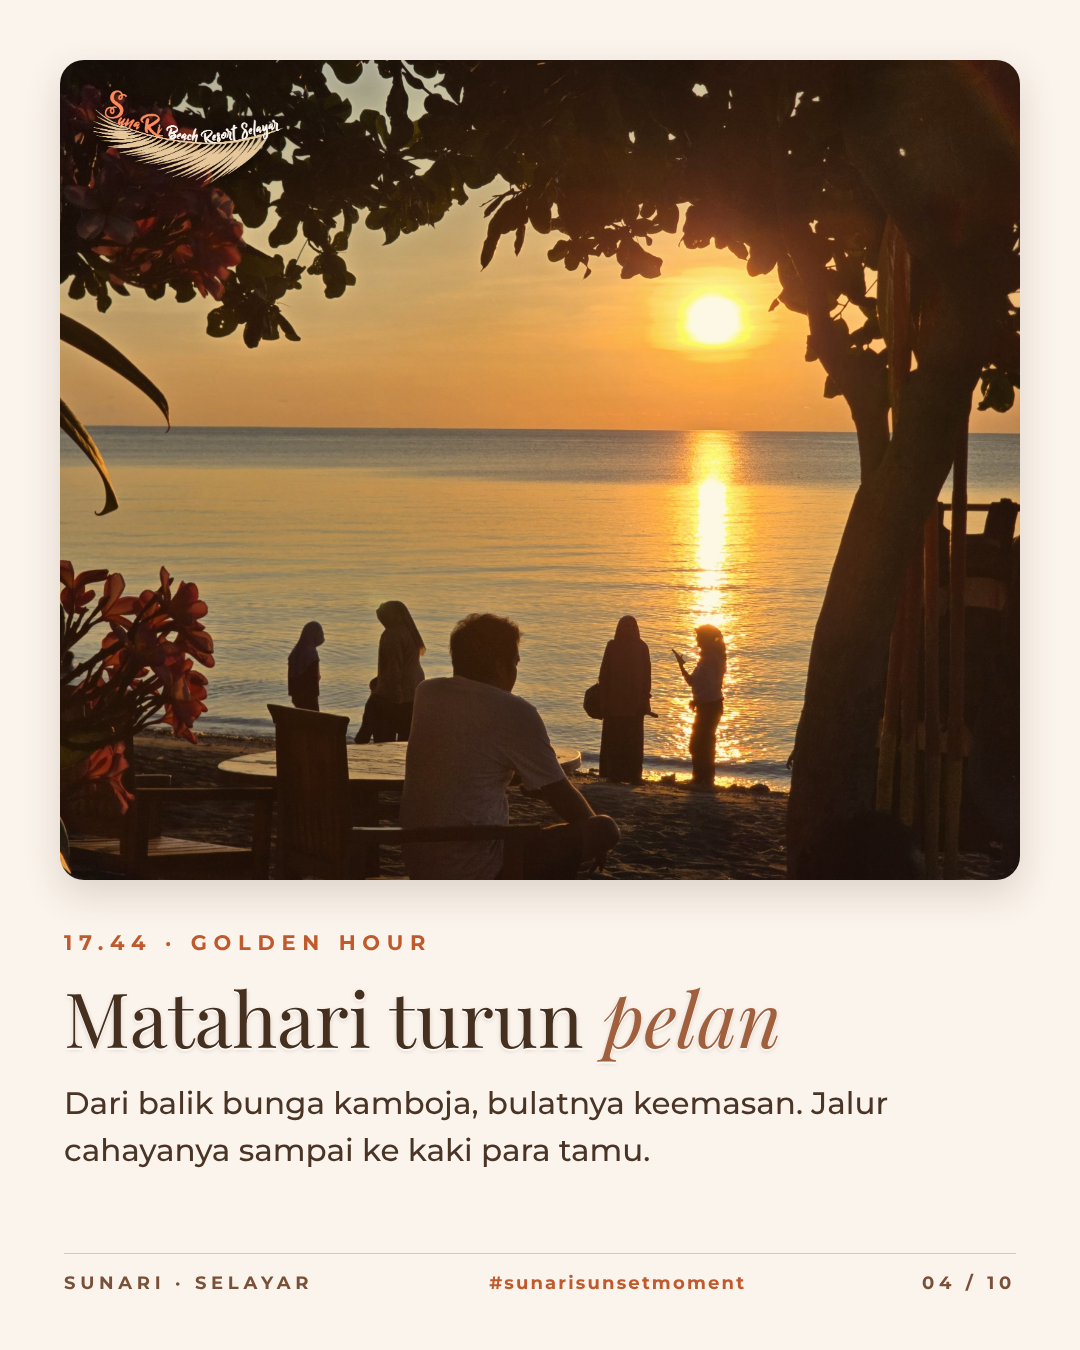 SunaRi Beach Resort Selayar
17.44 · GOLDEN HOUR
Matahari turun pelan
Dari balik bunga kamboja, bulatnya keemasan. Jalur
cahayanya sampai ke kaki para tamu.
SUNARI · SELAYAR
#sunarisunsetmoment
04 / 10